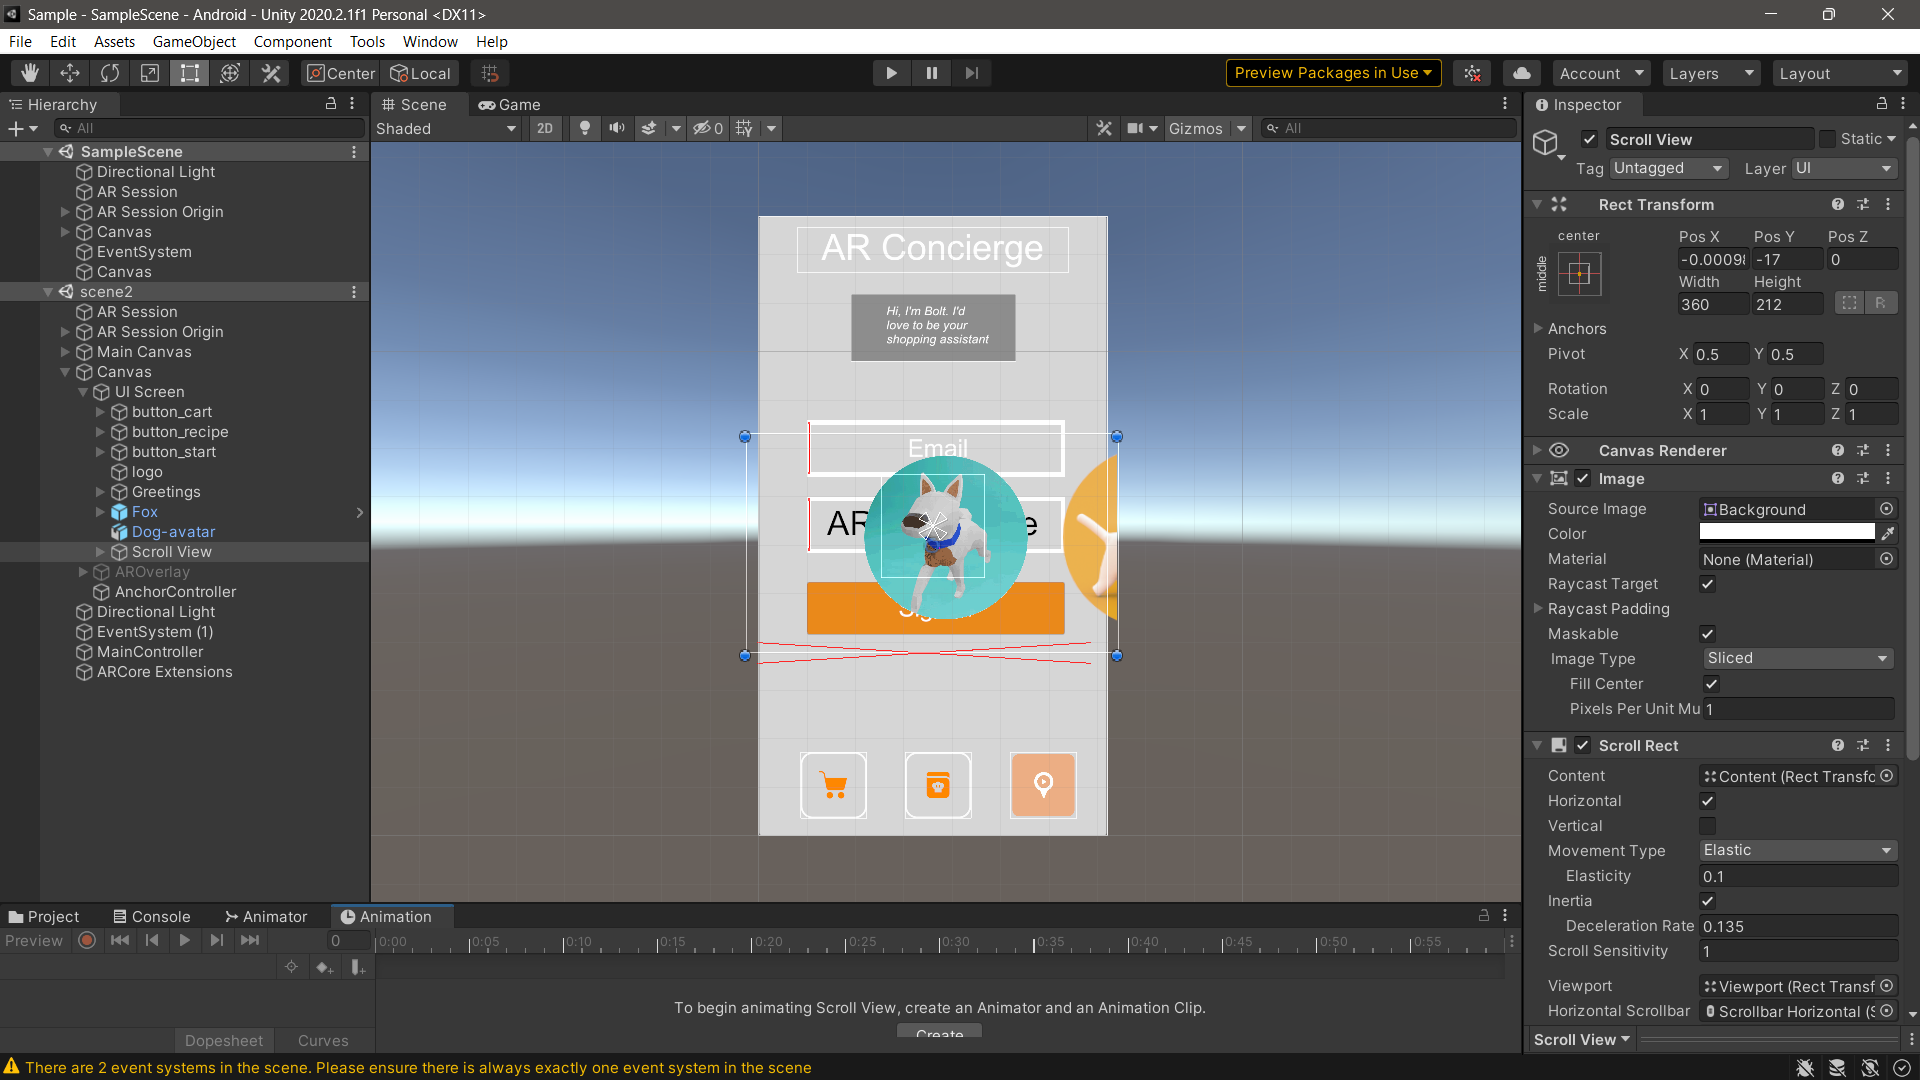 Sample - SampleScene - Android - Unity 2020.2.1f1 Personal <DX11>
File Edit Assets GameObject Component Tools Window Help
Center Local Preview Packages in Use Account Layers Layout
Hierarchy
All
SampleScene
Directional Light
AR Session
AR Session Origin
Canvas
EventSystem
Canvas
scene2
AR Session
AR Session Origin
Main Canvas
Canvas
UI Screen
button_cart
button_recipe
button_start
logo
Greetings
Fox
Dog-avatar
Scroll View
AROverlay
AnchorController
Directional Light
EventSystem (1)
MainController
ARCore Extensions
Scene Game
Shaded 2D 0 Gizmos All
AR Concierge
Hi, I'm Bolt. I'd
love to be your
shopping assistant
Email
AR
e
Inspector
Scroll View Static
Tag Untagged Layer UI
Rect Transform
center
middle
Pos X Pos Y Pos Z
-0.00098 -17 0
Width Height
360 212 R
Anchors
Pivot X 0.5 Y 0.5
Rotation X 0 Y 0 Z 0
Scale X 1 Y 1 Z 1
Canvas Renderer
Image
Source Image Background
Color
Material None (Material)
Raycast Target
Raycast Padding
Maskable
Image Type Sliced
Fill Center
Pixels Per Unit Mu 1
Scroll Rect
Content Content (Rect Transfo
Horizontal
Vertical
Movement Type Elastic
Elasticity 0.1
Inertia
Deceleration Rate 0.135
Scroll Sensitivity 1
Viewport Viewport (Rect Transf
Horizontal Scrollbar Scrollbar Horizontal (S
Scroll View
Project Console Animator Animation
Preview 0 0:00 0:05 0:10 0:15 0:20 0:25 0:30 0:35 0:40 0:45 0:50 0:55
To begin animating Scroll View, create an Animator and an Animation Clip.
Create
Dopesheet Curves
There are 2 event systems in the scene. Please ensure there is always exactly one event system in the scene